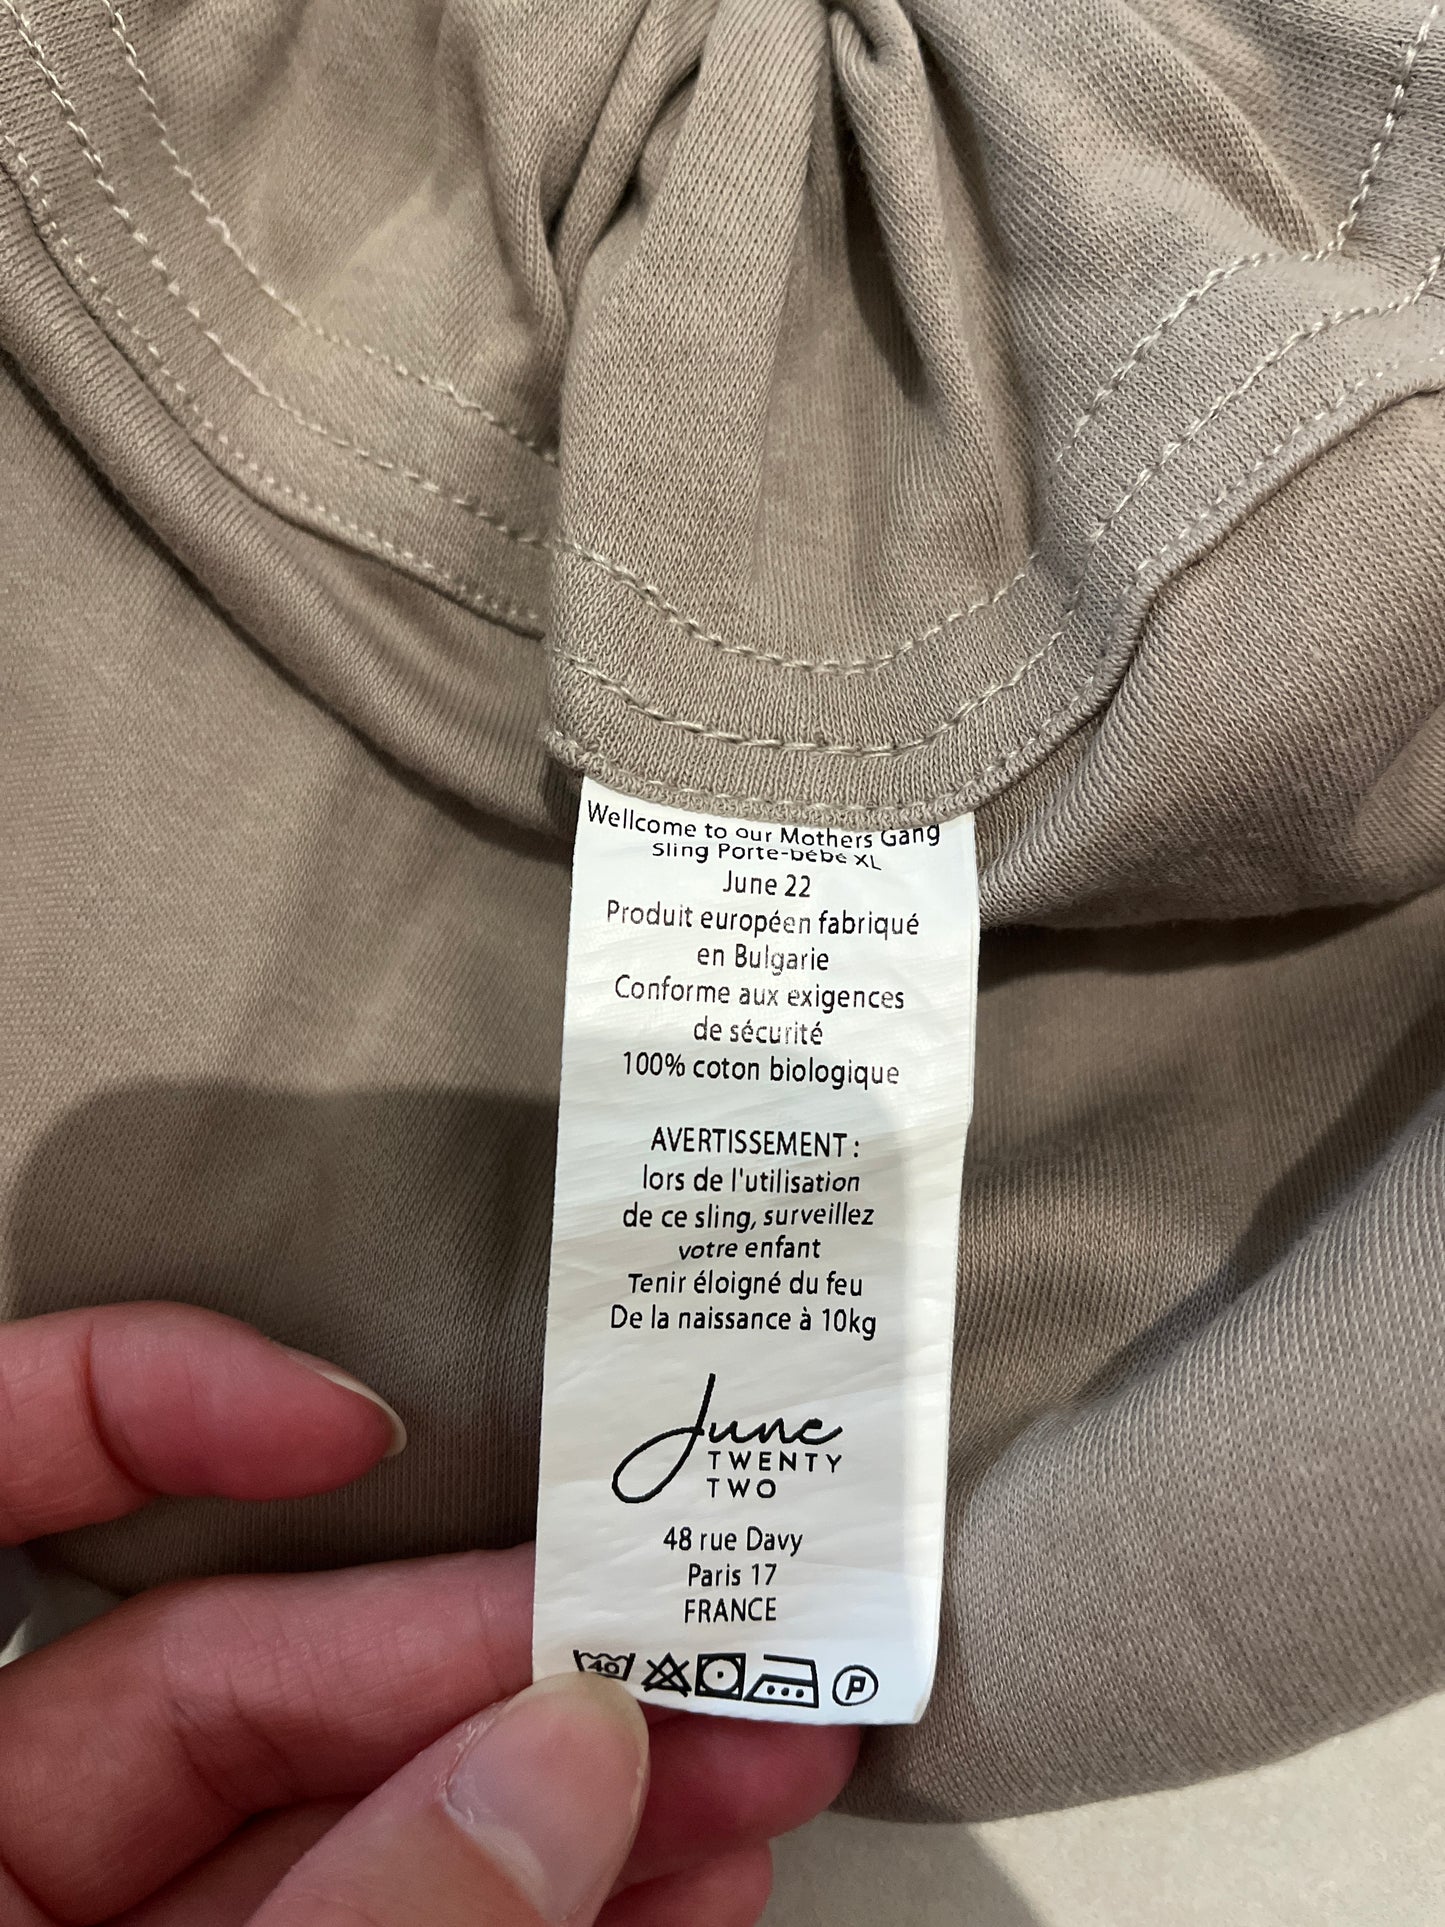 Wellcome to our Mothers Gang
Sling Porte-bébé XL
June 22
Produit européen fabriqué
en Bulgarie
Conforme aux exigences
de sécurité
100% coton biologique
AVERTISSEMENT :
lors de l'utilisation
de ce sling, surveillez
votre enfant
Tenir éloigné du feu
De la naissance à 10kg
June
TWENTY
TWO
48 rue Davy
Paris 17
FRANCE
40 P